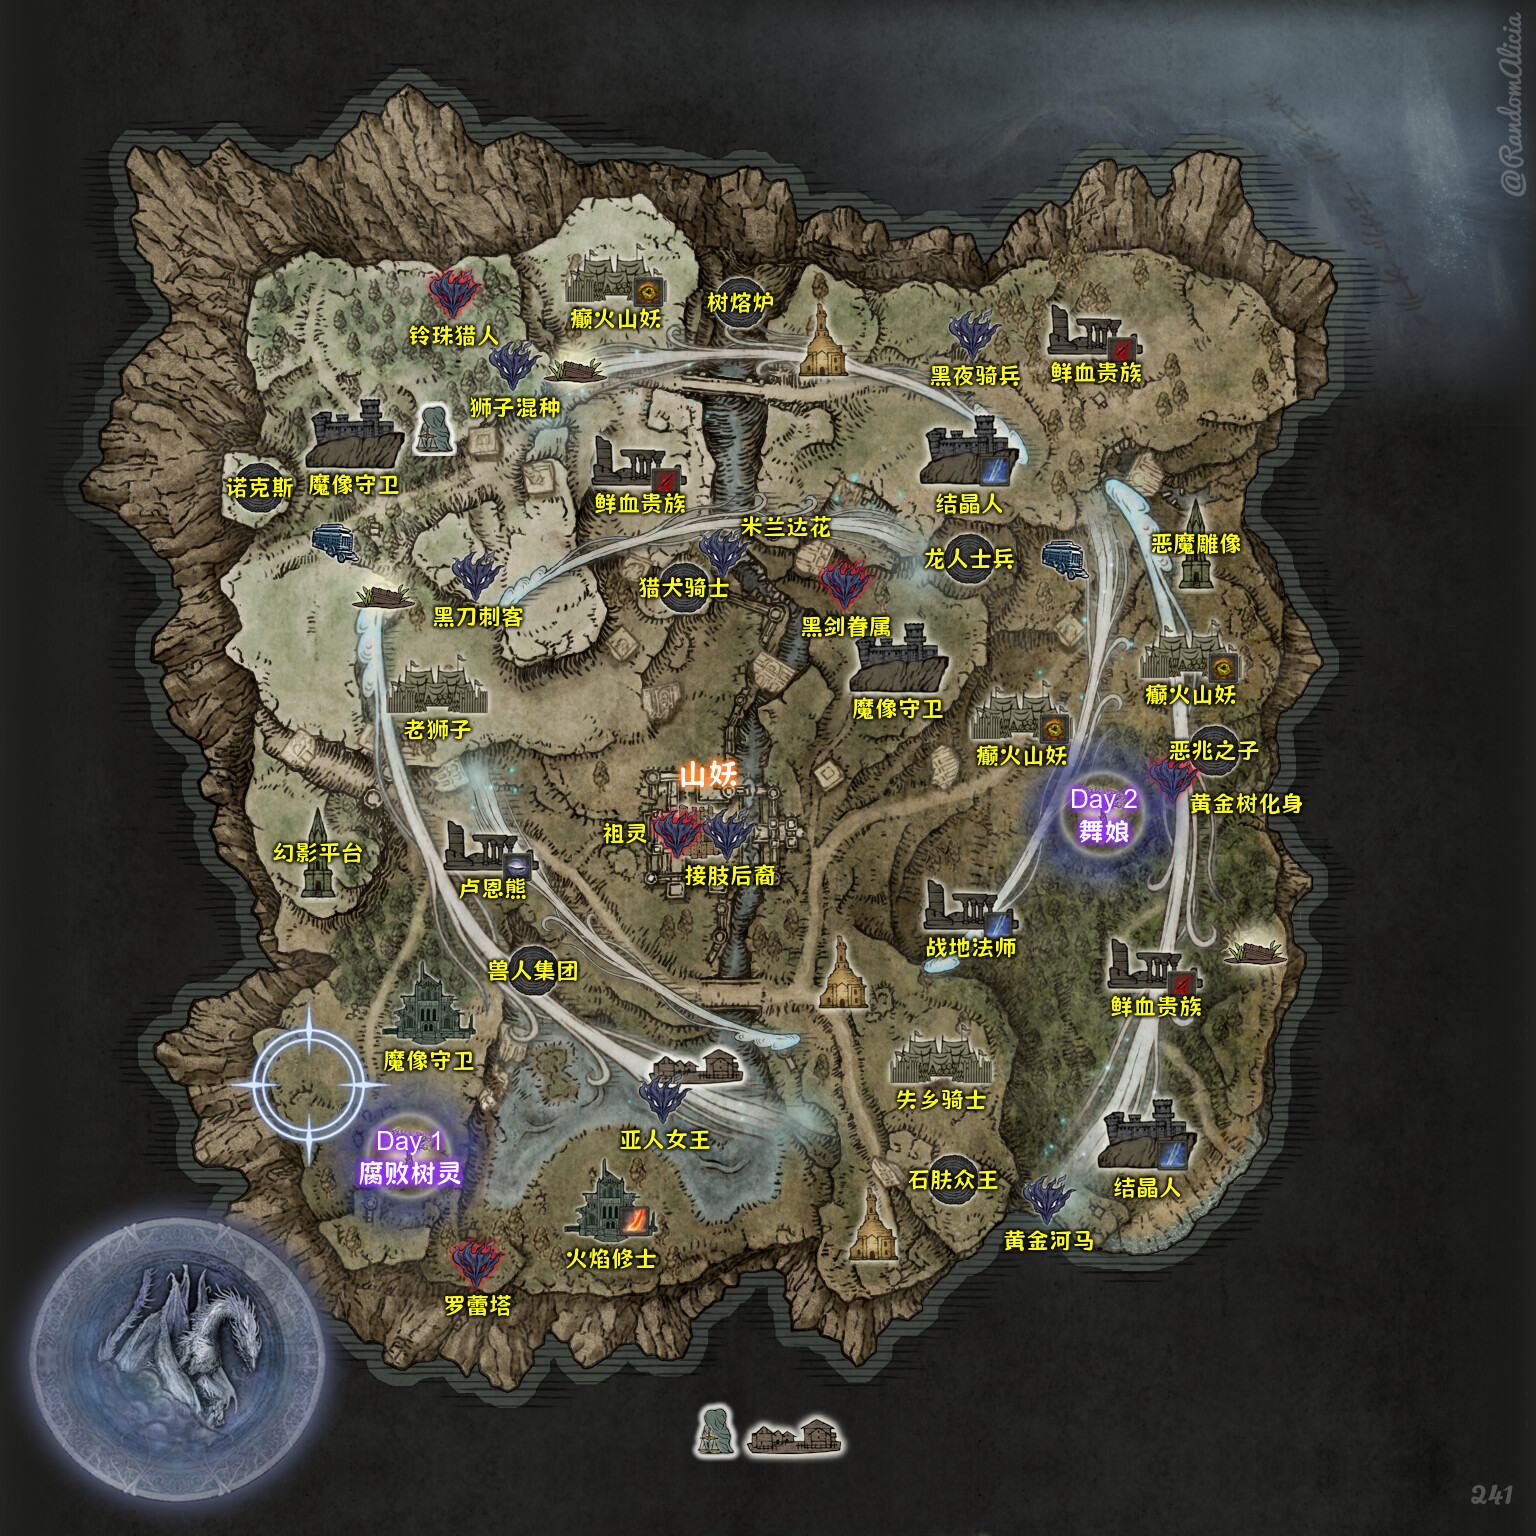 @RandomAlicia
癫火山妖
树熔炉
铃珠猎人
黑夜骑兵
鲜血贵族
狮子混种
诺克斯
魔像守卫
鲜血贵族
结晶人
米兰达花
恶魔雕像
龙人士兵
猎犬骑士
黑刀刺客
黑剑眷属
癫火山妖
魔像守卫
老狮子
癫火山妖
恶兆之子
山妖
Day 2
舞娘
黄金树化身
祖灵
接肢后裔
幻影平台
卢恩熊
战地法师
兽人集团
鲜血贵族
魔像守卫
失乡骑士
Day 1
腐败树灵
亚人女王
石肤众王
结晶人
黄金河马
火焰修士
罗蕾塔
241